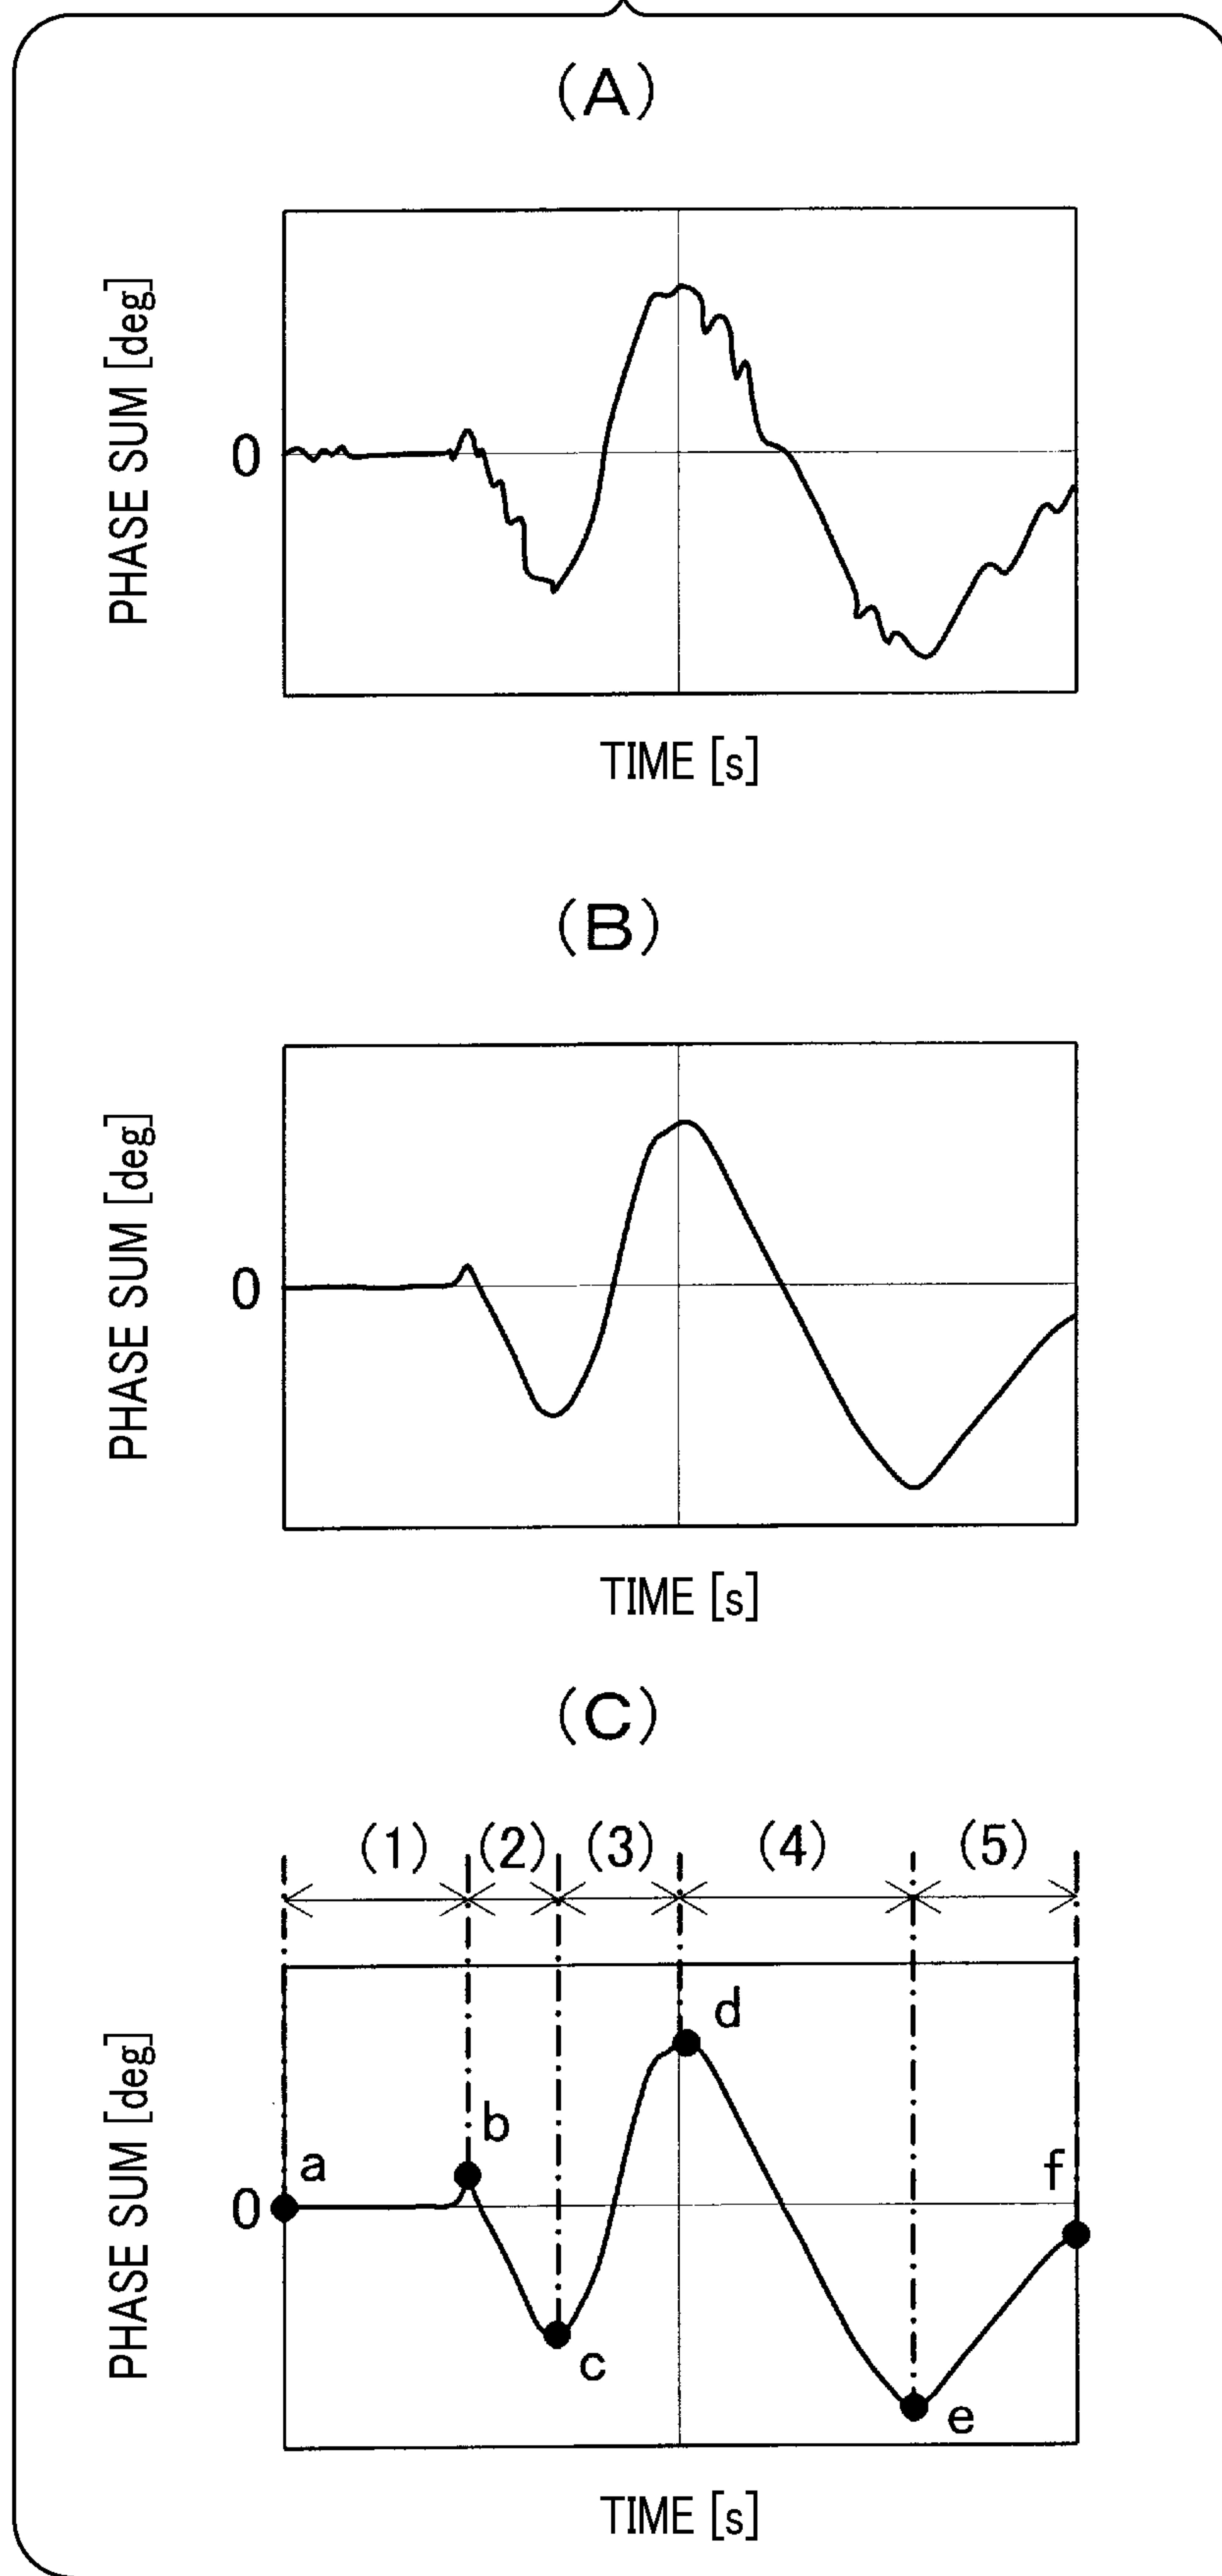 (A)
PHASE SUM [deg]
0
TIME [s]
(B)
PHASE SUM [deg]
0
TIME [s]
(C)
(1) (2) (3) (4) (5)
PHASE SUM [deg]
0
a
b
c
d
e
f
TIME [s]